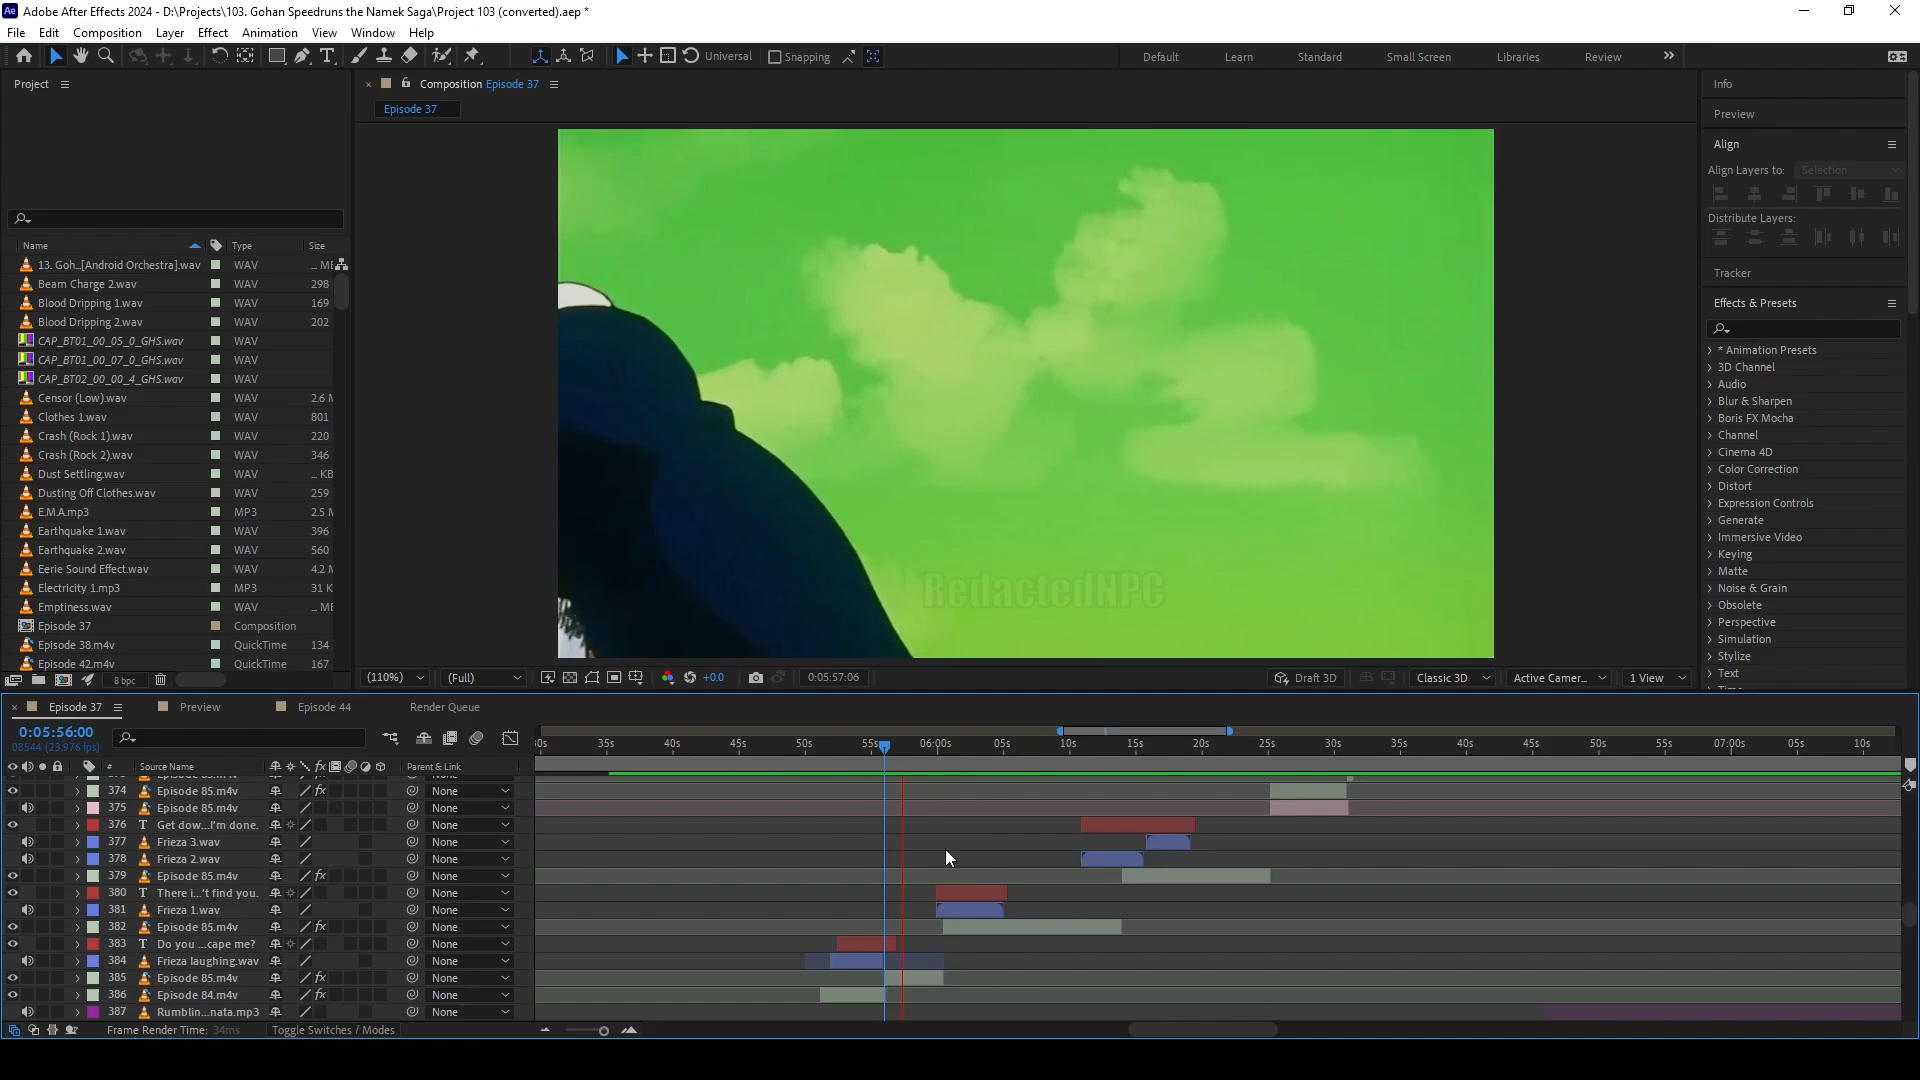 Adobe After Effects 2024 - D:\Projects\103. Gohan Speedruns the Namek Saga\Project 103 (converted).aep *
File Edit Composition Layer Effect Animation View Window Help
Universal Snapping Default Learn Standard Small Screen Libraries Review
Project
Composition Episode 37
Episode 37
Name Type Size
13. Goh...[Android Orchestra].wav WAV ... ME
Beam Charge 2.wav WAV 298
Blood Dripping 1.wav WAV 169
Blood Dripping 2.wav WAV 202
CAP_BT01_00_05_0_GHS.wav WAV
CAP_BT01_00_07_0_GHS.wav WAV
CAP_BT02_00_00_4_GHS.wav WAV
Censor (Low).wav WAV 2.6 M
Clothes 1.wav WAV 801
Crash (Rock 1).wav WAV 220
Crash (Rock 2).wav WAV 346
Dust Settling.wav WAV ... KB
Dusting Off Clothes.wav WAV 259
E.M.A.mp3 MP3 2.5 M
Earthquake 1.wav WAV 396
Earthquake 2.wav WAV 560
Eerie Sound Effect.wav WAV 4.2 M
Electricity 1.mp3 MP3 31 K
Emptiness.wav WAV ... ME
Episode 37 Composition
Episode 38.m4v QuickTime 134
Episode 42.m4v QuickTime 167
8 bpc
RedactedNPC
(110%) (Full) +0.0 0:05:57:06 Draft 3D Classic 3D Active Camer... 1 View
Info
Preview
Align
Align Layers to: Selection
Distribute Layers:
Tracker
Effects & Presets
* Animation Presets
3D Channel
Audio
Blur & Sharpen
Boris FX Mocha
Channel
Cinema 4D
Color Correction
Distort
Expression Controls
Generate
Immersive Video
Keying
Matte
Noise & Grain
Obsolete
Perspective
Simulation
Stylize
Text
Episode 37 Preview Episode 44 Render Queue
0:05:56:00
08544 (23.976 fps)
30s 35s 40s 45s 50s 55s 06:00s 05s 10s 15s 20s 25s 30s 35s 40s 45s 50s 55s 07:00s 05s 10s
# Source Name Parent & Link
374 Episode 85.m4v None
375 Episode 85.m4v None
376 T Get dow...I'm done. None
377 Frieza 3.wav None
378 Frieza 2.wav None
379 Episode 85.m4v None
380 T There i...'t find you. None
381 Frieza 1.wav None
382 Episode 85.m4v None
383 T Do you ...cape me? None
384 Frieza laughing.wav None
385 Episode 85.m4v None
386 Episode 84.m4v None
387 Rumblin...nata.mp3 None
Frame Render Time: 34ms Toggle Switches / Modes